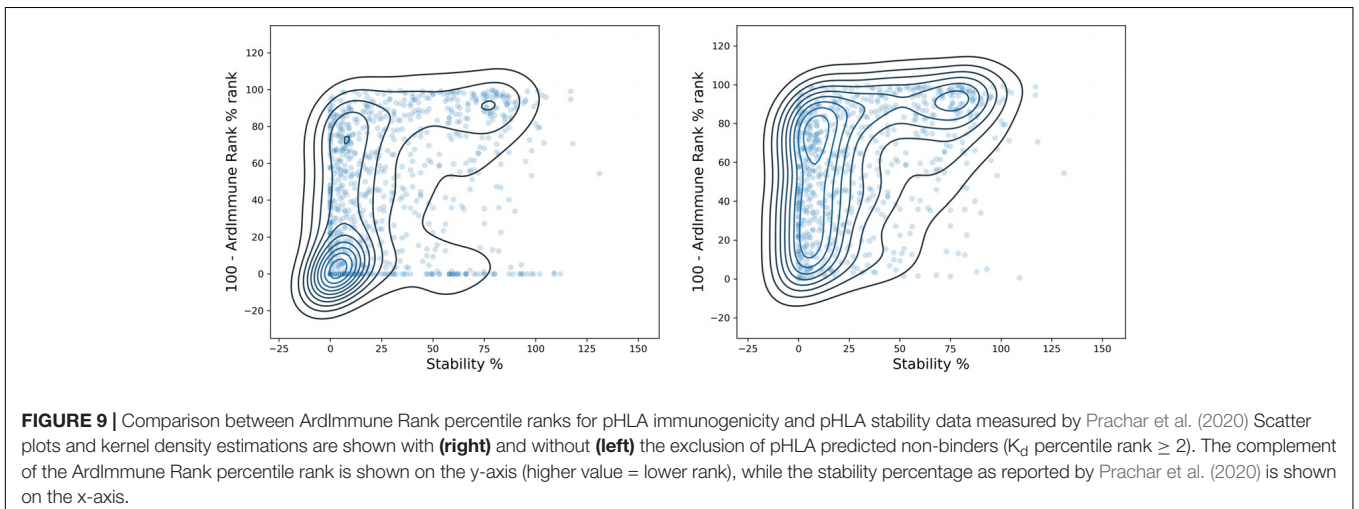 120
100
80
60
40
20
0
−20
100 - ArdImmune Rank % rank
−25 0 25 50 75 100 125 150
Stability %
120
100
80
60
40
20
0
−20
100 - ArdImmune Rank % rank
−25 0 25 50 75 100 125 150
Stability %
FIGURE 9 | Comparison between ArdImmune Rank percentile ranks for pHLA immunogenicity and pHLA stability data measured by Prachar et al. (2020) Scatter
plots and kernel density estimations are shown with (right) and without (left) the exclusion of pHLA predicted non-binders (Kd percentile rank ≥ 2). The complement
of the ArdImmune Rank percentile rank is shown on the y-axis (higher value = lower rank), while the stability percentage as reported by Prachar et al. (2020) is shown
on the x-axis.